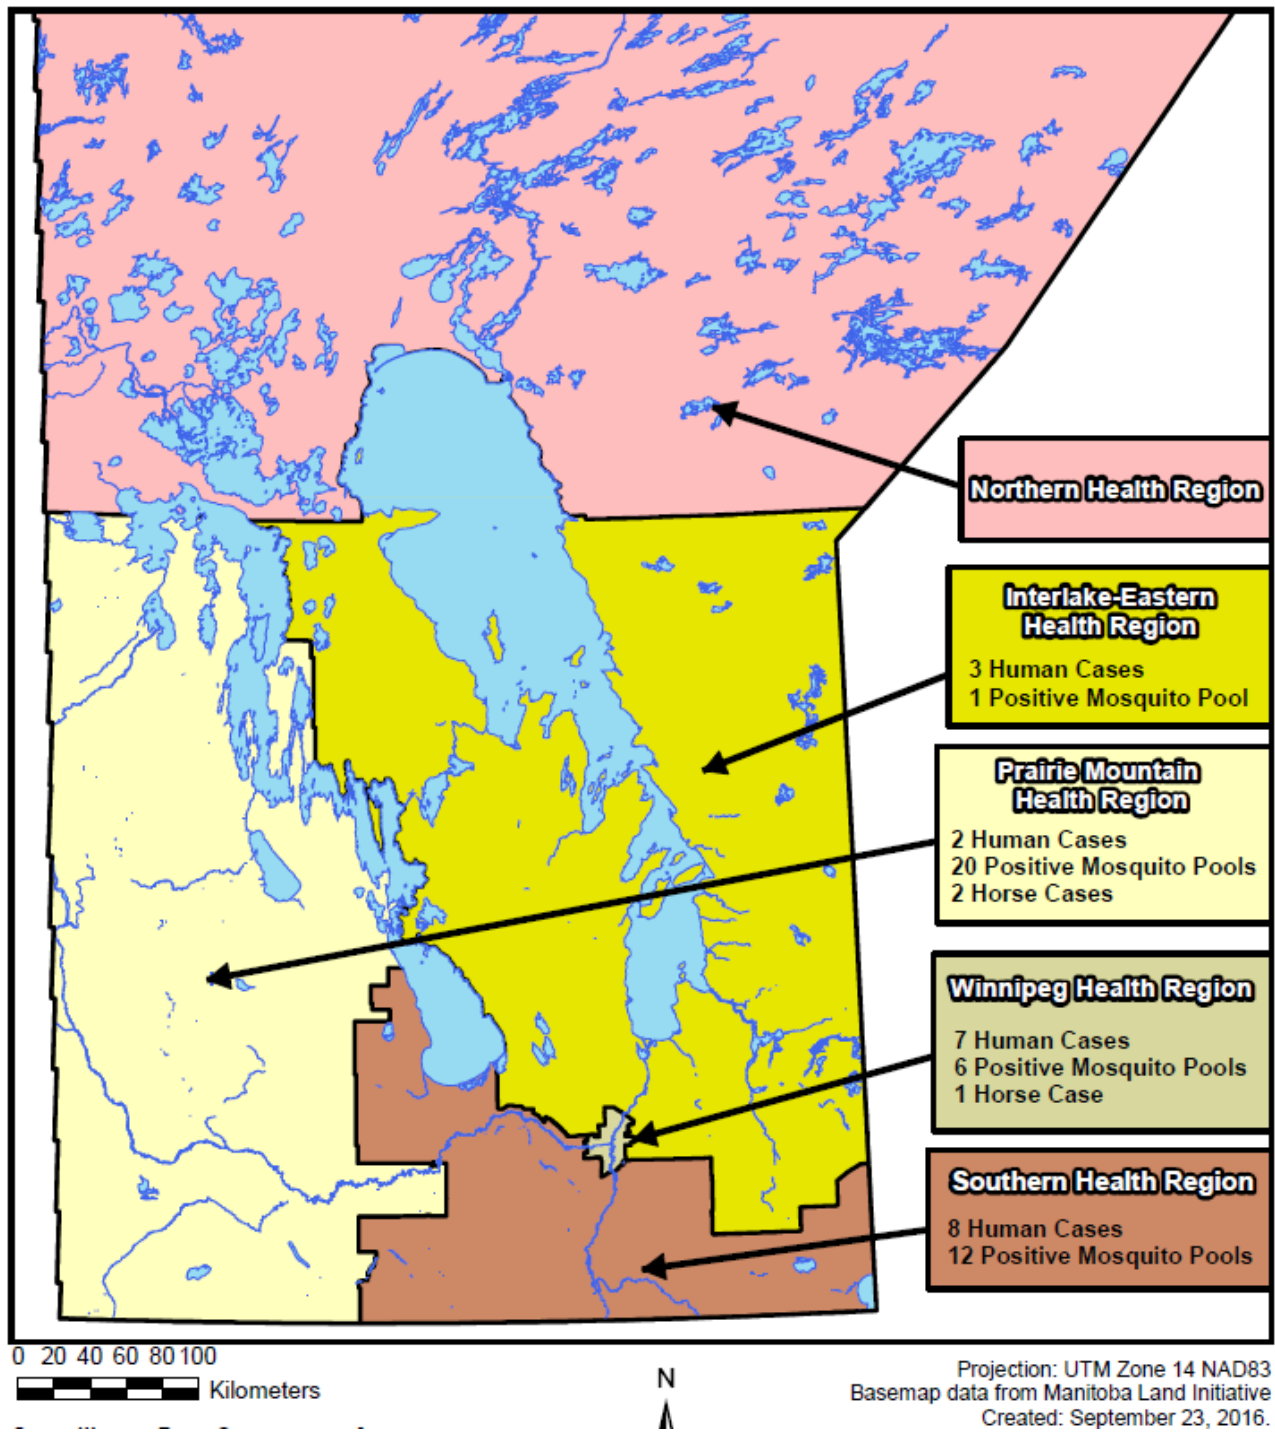 Northern Health Region
Interlake-Eastern
Health Region
3 Human Cases
1 Positive Mosquito Pool
Prairie Mountain
Health Region
2 Human Cases
20 Positive Mosquito Pools
2 Horse Cases
Winnipeg Health Region
7 Human Cases
6 Positive Mosquito Pools
1 Horse Case
Southern Health Region
8 Human Cases
12 Positive Mosquito Pools
0 20 40 60 80 100
Kilometers
N
Projection: UTM Zone 14 NAD83
Basemap data from Manitoba Land Initiative
Created: September 23, 2016.